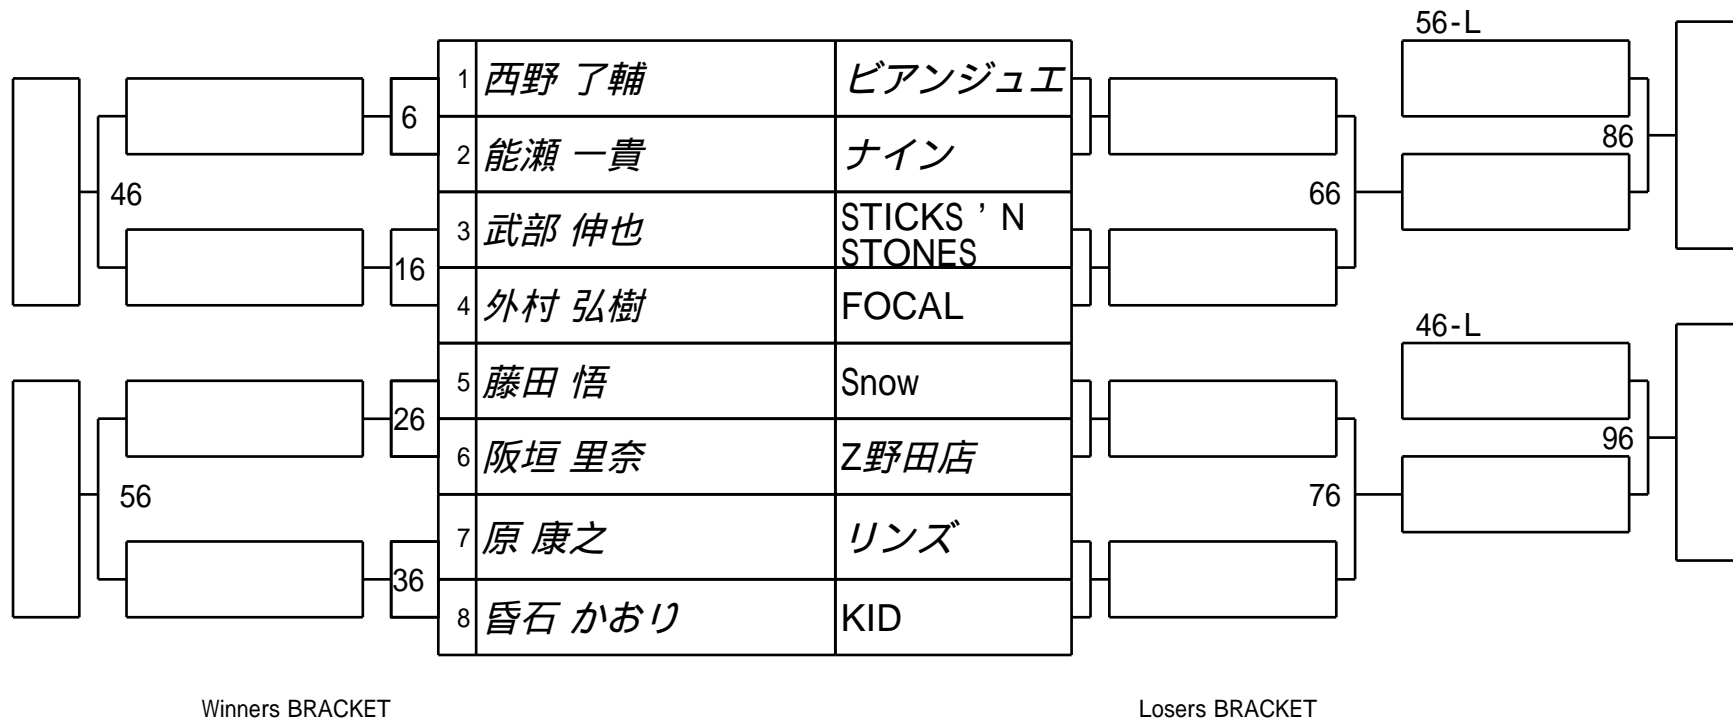 56-L
1 西野 了輔 ビアンジュエ
6
86
2 能瀬 一貴 ナイン
46
66
3 武部 伸也 STICKS ’ N
STONES
16
4 外村 弘樹 FOCAL
46-L
5 藤田 悟 Snow
26
96
6 阪垣 里奈 Z野田店
56
76
7 原 康之 リンズ
36
8 昏石 かおり KID
Winners BRACKET
Losers BRACKET